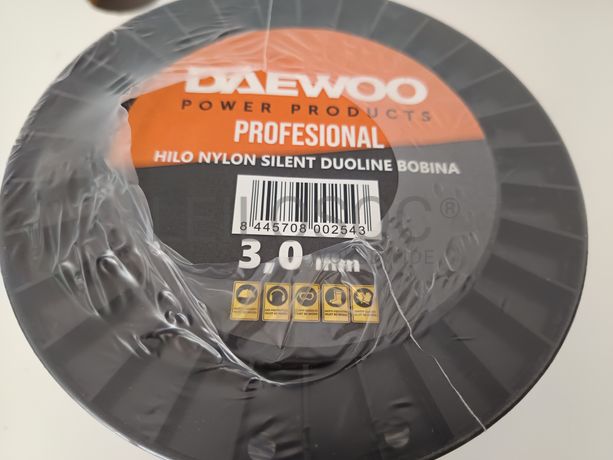 DAEWOO
POWER PRODUCTS
PROFESIONAL
HILO NYLON SILENT DUOLINE BOBINA
8 445708 002543
3,0 mm